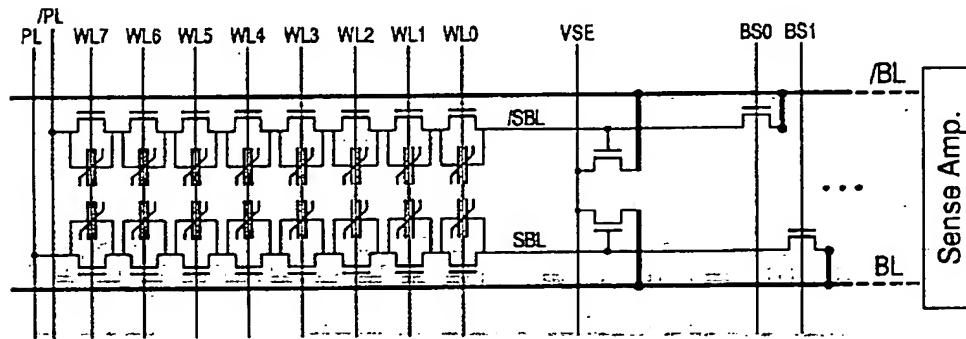 /PL
PL WL7 WL6 WL5 WL4 WL3 WL2 WL1 WL0 VSE BS0 BS1
/BL
/SBL
SBL
BL
Sense Amp.